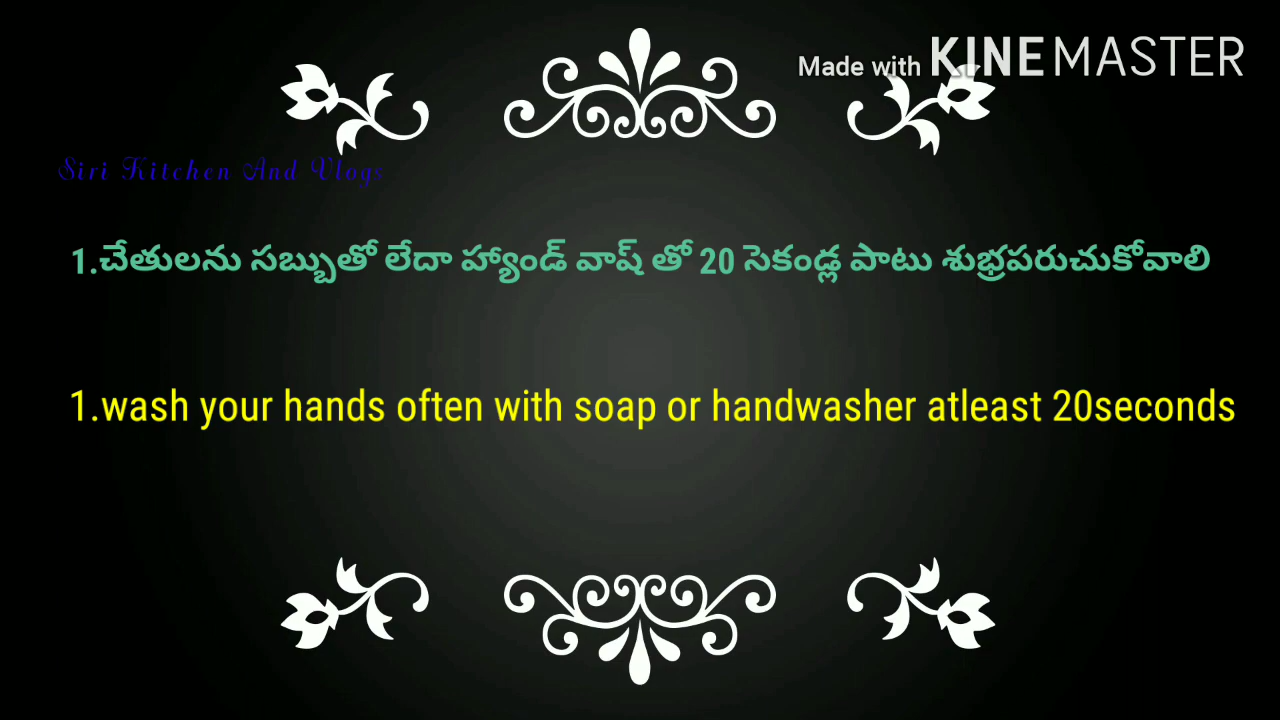 Made with KINEMASTER
Siri Kitchen And Vlogs
1.చేతులను సబ్బుతో లేదా హ్యాండ్ వాష్ తో 20 సెకండ్ల పాటు శుభ్రపరుచుకోవాలి
1.wash your hands often with soap or handwasher atleast 20seconds